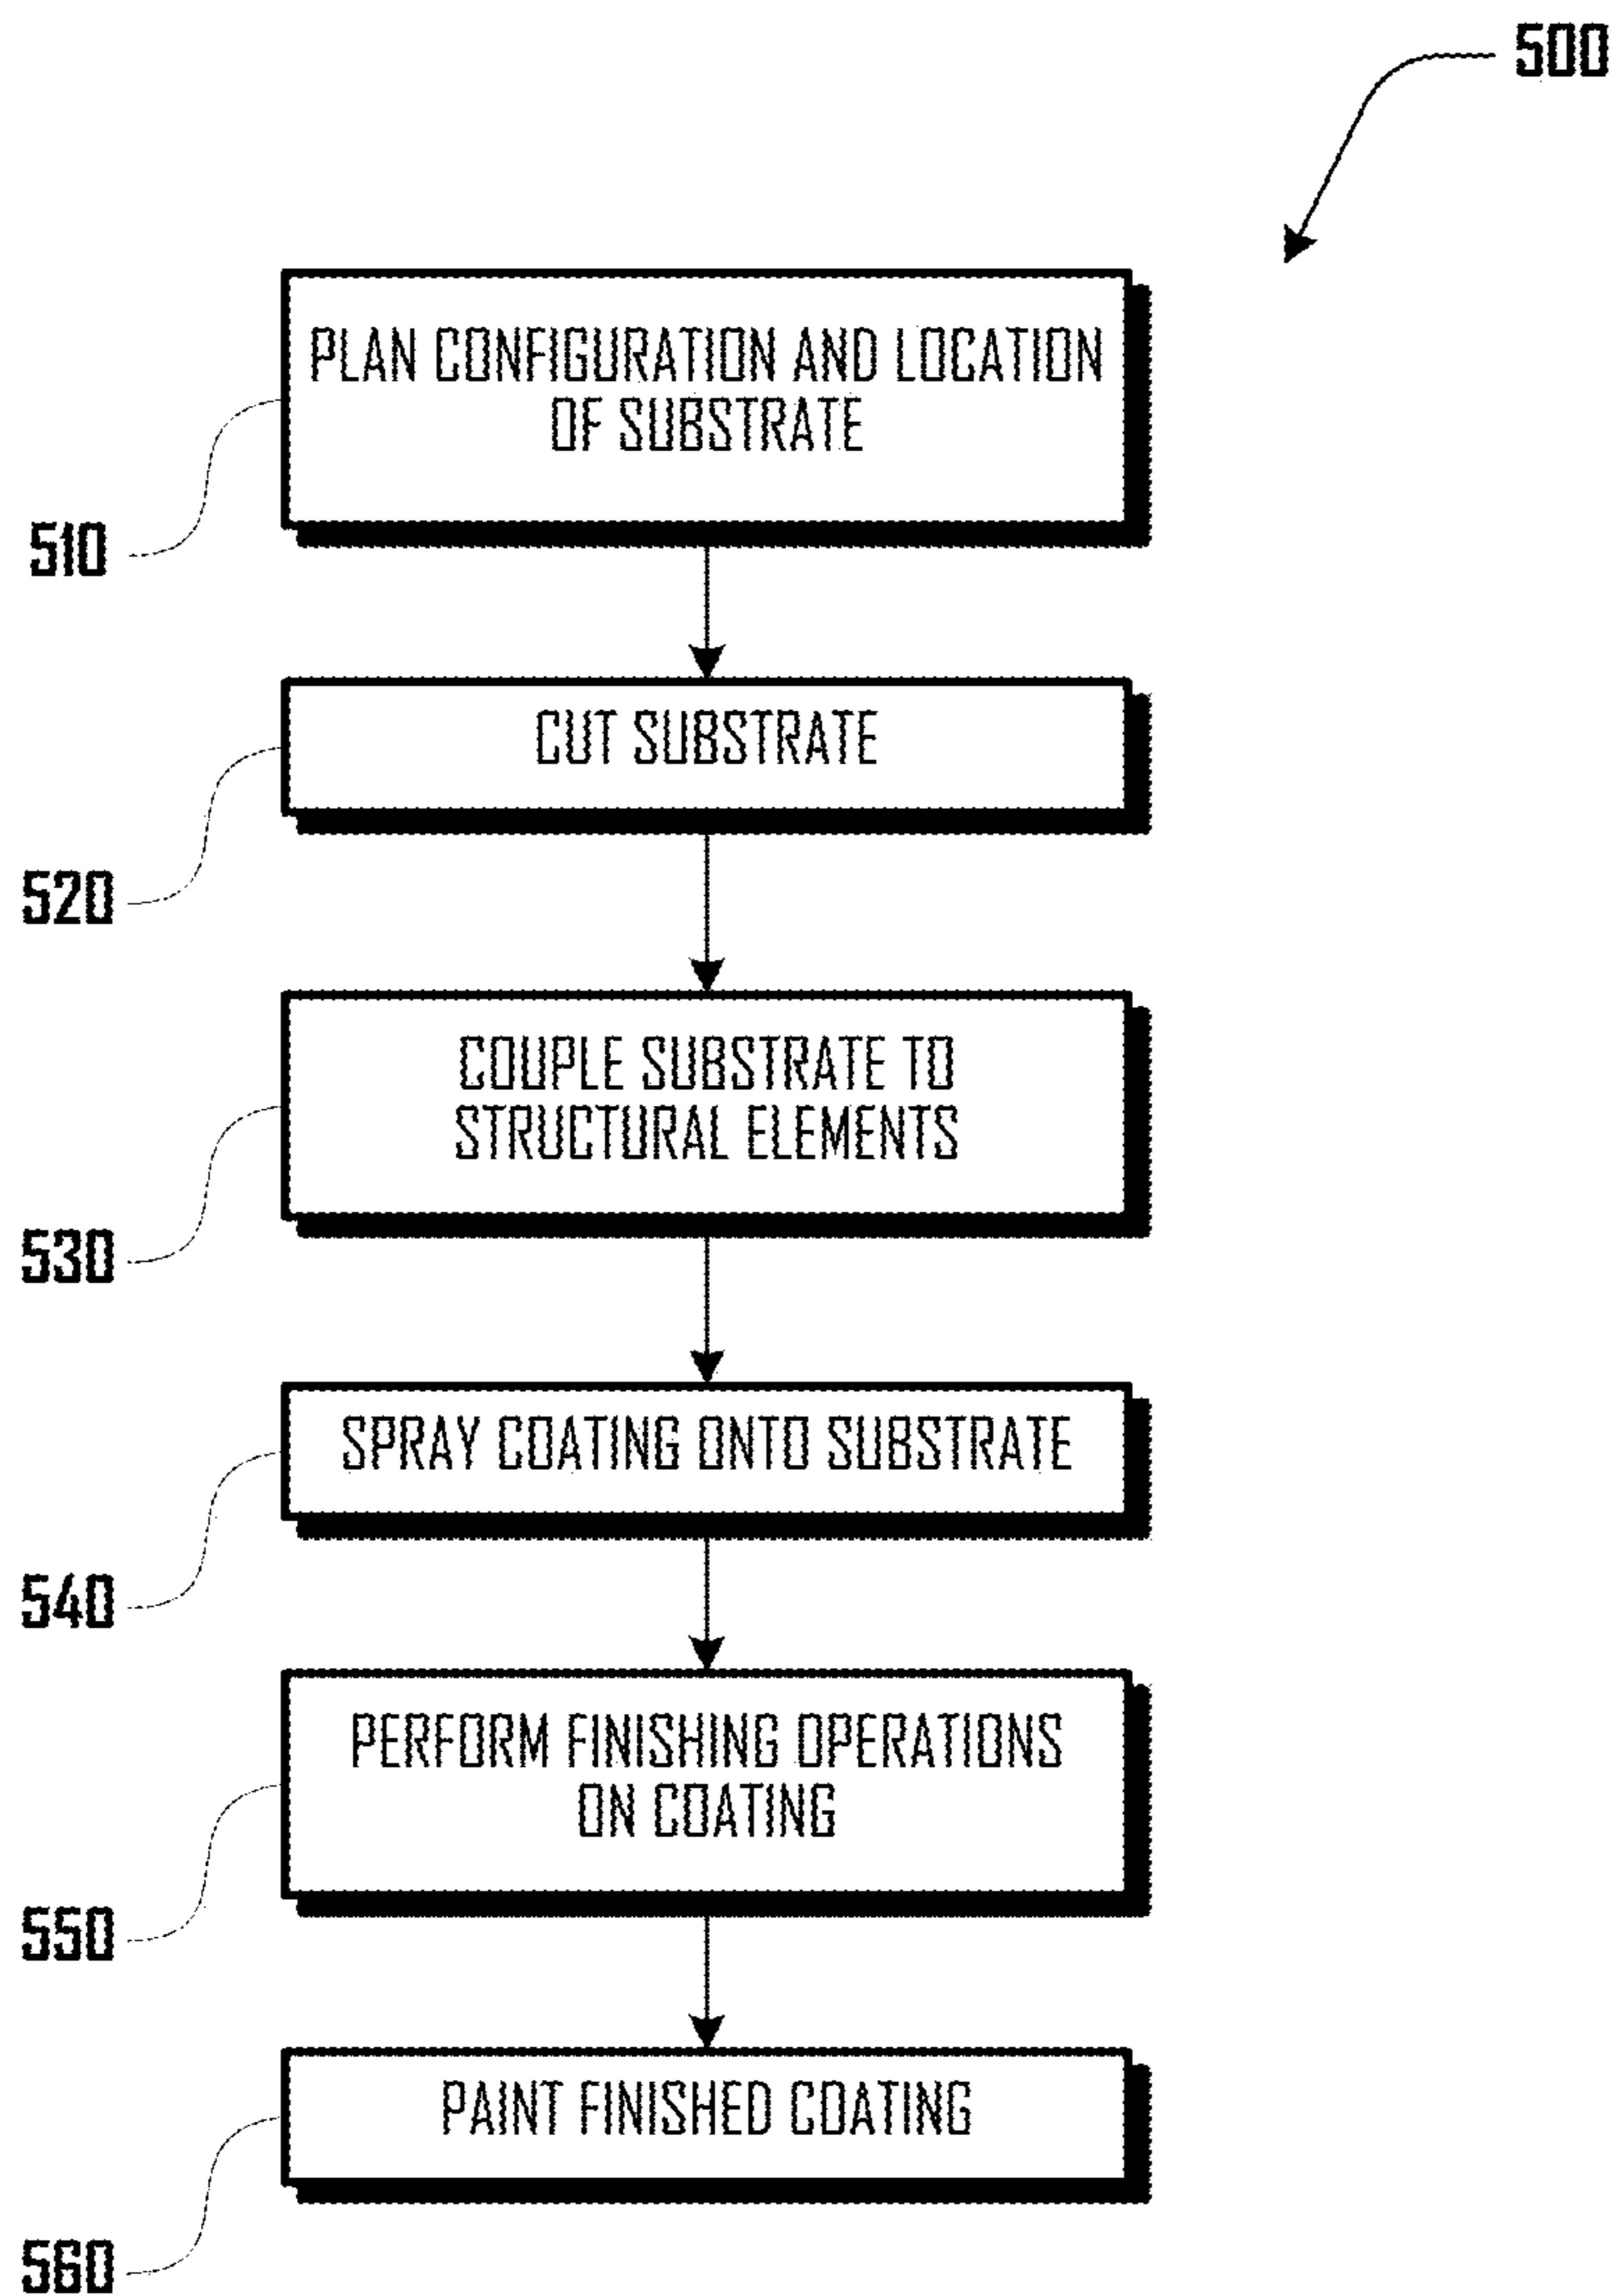 500
PLAN CONFIGURATION AND LOCATION
OF SUBSTRATE
510
CUT SUBSTRATE
520
COUPLE SUBSTRATE TO
STRUCTURAL ELEMENTS
530
SPRAY COATING ONTO SUBSTRATE
540
PERFORM FINISHING OPERATIONS
ON COATING
550
PAINT FINISHED COATING
560